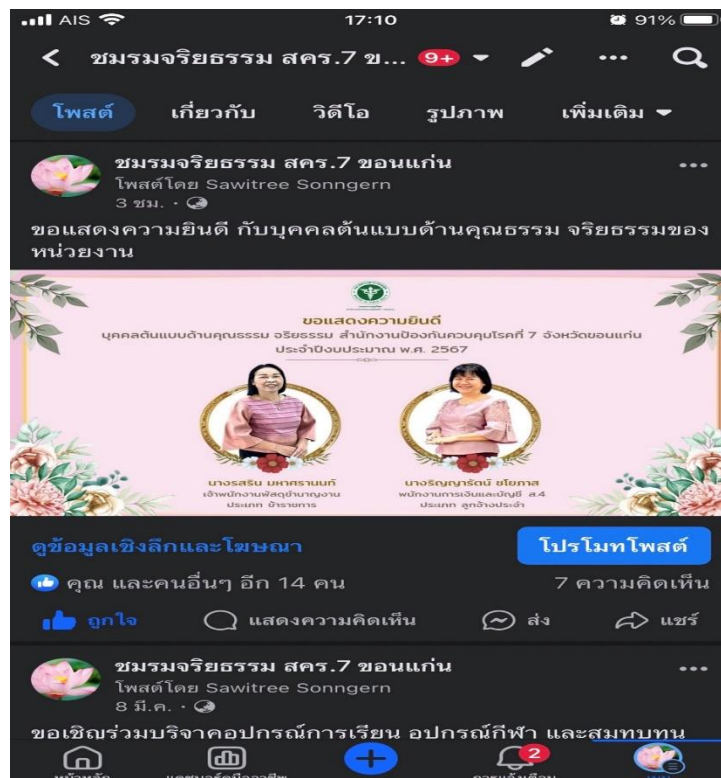 AIS 17:10 91%
ชมรมจริยธรรม สคร.7 ข... 9+
โพสต์ เกี่ยวกับ วิดีโอ รูปภาพ เพิ่มเติม
ชมรมจริยธรรม สคร.7 ขอนแก่น
โพสต์โดย Sawitree Sonngern
3 ชม. ·
ขอแสดงความยินดี กับบุคคลต้นแบบด้านคุณธรรม จริยธรรมของ
หน่วยงาน
ขอแสดงความยินดี
บุคคลต้นแบบด้านคุณธรรม จริยธรรม สำนักงานป้องกันควบคุมโรคที่ 7 จังหวัดขอนแก่น
ประจำปีงบประมาณ พ.ศ. 2567
นางรสริน มหาศรานนท์ นางริญญารัตน์ ชโยภาส
เจ้าพนักงานพัสดุชำนาญงาน พนักงานการเงินและบัญชี ส.4
ประเภท ข้าราชการ ประเภท ลูกจ้างประจำ
ดูข้อมูลเชิงลึกและโฆษณา โปรโมทโพสต์
คุณ และคนอื่นๆ อีก 14 คน 7 ความคิดเห็น
ถูกใจ แสดงความคิดเห็น ส่ง แชร์
ชมรมจริยธรรม สคร.7 ขอนแก่น
โพสต์โดย Sawitree Sonngern
8 มี.ค. ·
ขอเชิญร่วมบริจาคอุปกรณ์การเรียน อุปกรณ์กีฬา และสมทบทุน
2